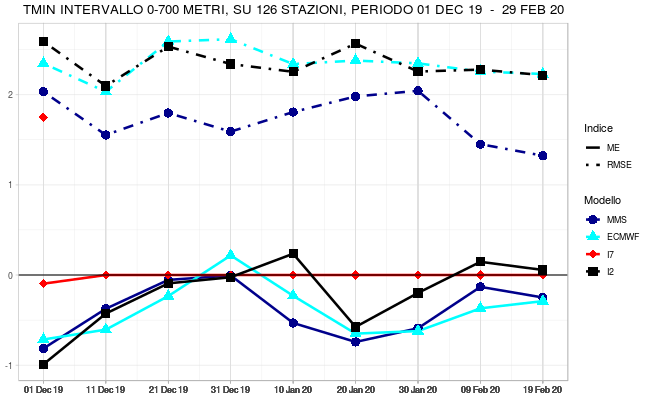 TMIN INTERVALLO 0-700 METRI, SU 126 STAZIONI, PERIODO 01 DEC 19 - 29 FEB 20
2
1
0
-1
01 Dec 19 11 Dec 19 21 Dec 19 31 Dec 19 10 Jan 20 20 Jan 20 30 Jan 20 09 Feb 20 19 Feb 20
Indice
ME
RMSE
Modello
MMS
ECMWF
I7
I2